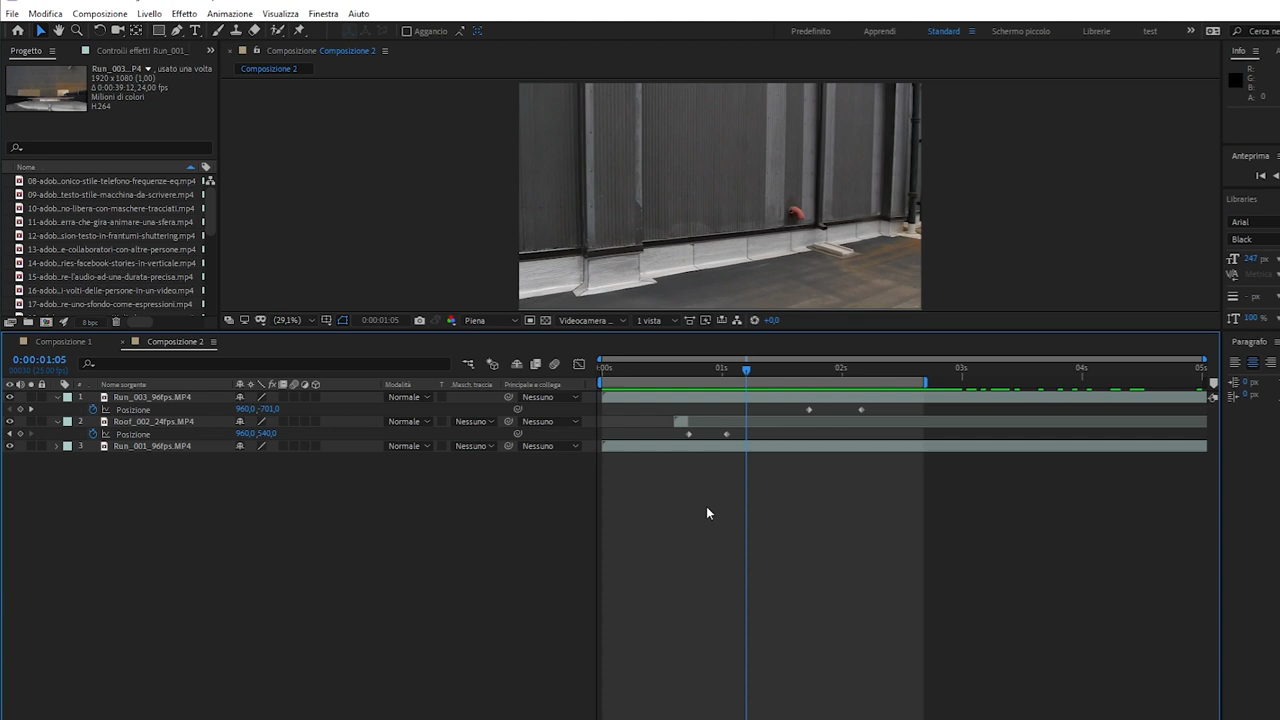 File Modifica Composizione Livello Effetto Animazione Visualizza Finestra Aiuto
Aggancio Predefinito Apprendi Standard Schermo piccolo Librerie test Cerca ne
Progetto Controlli effetti Run_001_ Composizione Composizione 2 Info
Composizione 2
Run_003...P4 , usato una volta
1920 x 1080 (1,00)
Δ 0:00:39:12, 24,00 fps
Milioni di colori
H.264
R:
G:
B:
A: 0
Nome
08-adob...onico-stile-telefono-frequenze-eq.mp4
09-adob...testo-stile-macchina-da-scrivere.mp4
10-adob...no-libera-con-maschere-tracciati.mp4
11-adob...erra-che-gira-animare-una-sfera.mp4
12-adob...sion-testo-in-frantumi-shuttering.mp4
13-adob...e-collaboratori-con-altre-persone.mp4
14-adob...ries-facebook-stories-in-verticale.mp4
15-adob...re-l'audio-ad-una-durata-precisa.mp4
16-adob...i-volti-delle-persone-in-un-video.mp4
17-adob...re-uno-sfondo-come-espressioni.mp4
8 bpc
(29,1%) 0:00:01:05 Piena Videocamera ... 1 vista +0,0
Anteprima
Libraries
Arial
Black
247 px
Metrica
- px
100 %
Paragrafo
0 px
0 px
Composizione 1 Composizione 2
0:00:01:05
00030 (25.00 fps)
# Nome sorgente Modalità T .Masch. traccia Principale e collega
:00s 01s 02s 03s 04s 05s
1 Run_003_96fps.MP4 Normale Nessuno
Posizione 960,0,-701,0
2 Roof_002_24fps.MP4 Normale Nessuno Nessuno
Posizione 960,0,540,0
3 Run_001_96fps.MP4 Normale Nessuno Nessuno